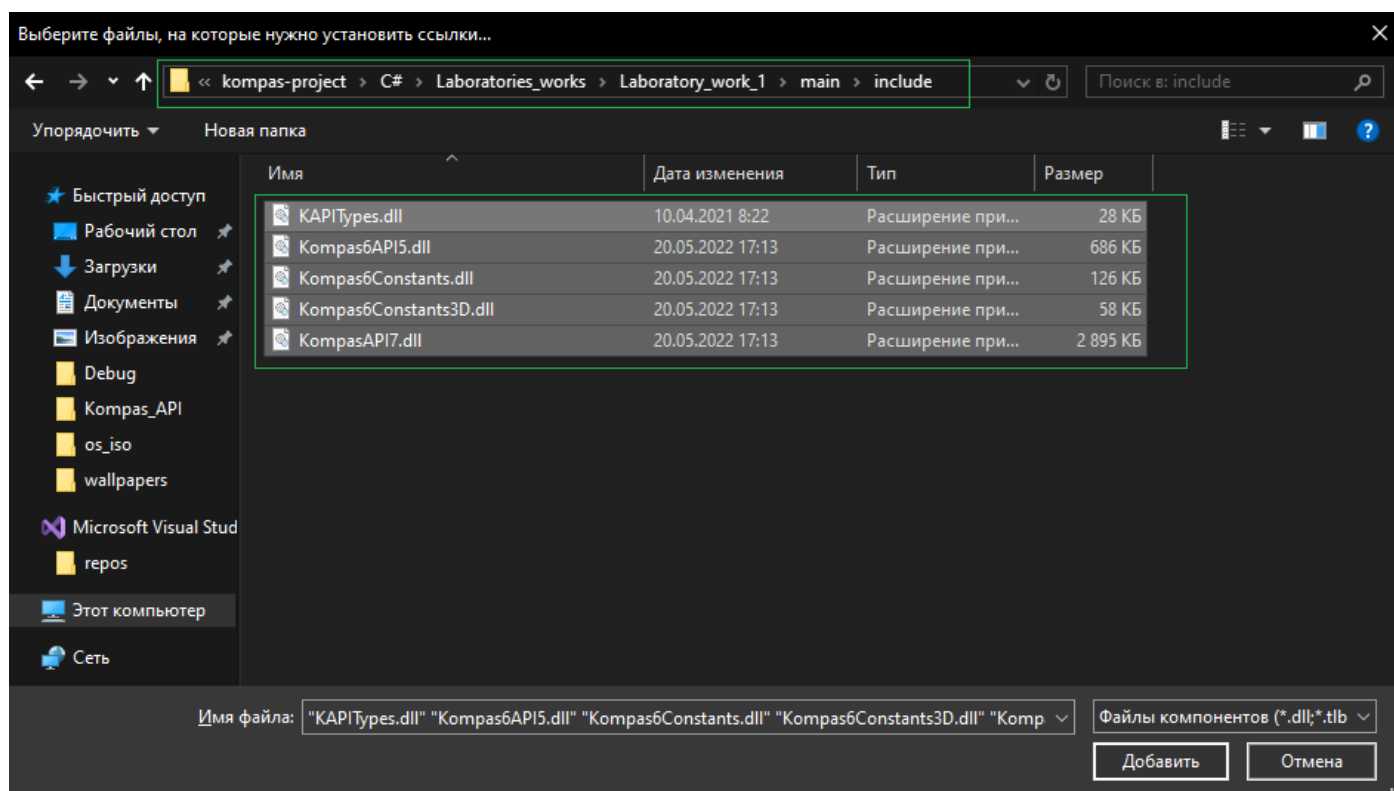 Выберите файлы, на которые нужно установить ссылки...
« kompas-project > C# > Laboratories_works > Laboratory_work_1 > main > include
Поиск в: include
Упорядочить
Новая папка
Имя
Дата изменения
Тип
Размер
Быстрый доступ
Рабочий стол
Загрузки
Документы
Изображения
Debug
Kompas_API
os_iso
wallpapers
Microsoft Visual Stud
repos
Этот компьютер
Сеть
KAPITypes.dll 10.04.2021 8:22 Расширение при... 28 КБ
Kompas6API5.dll 20.05.2022 17:13 Расширение при... 686 КБ
Kompas6Constants.dll 20.05.2022 17:13 Расширение при... 126 КБ
Kompas6Constants3D.dll 20.05.2022 17:13 Расширение при... 58 КБ
KompasAPI7.dll 20.05.2022 17:13 Расширение при... 2 895 КБ
Имя файла: "KAPITypes.dll" "Kompas6API5.dll" "Kompas6Constants.dll" "Kompas6Constants3D.dll" "Komp
Файлы компонентов (*.dll;*.tlb
Добавить
Отмена